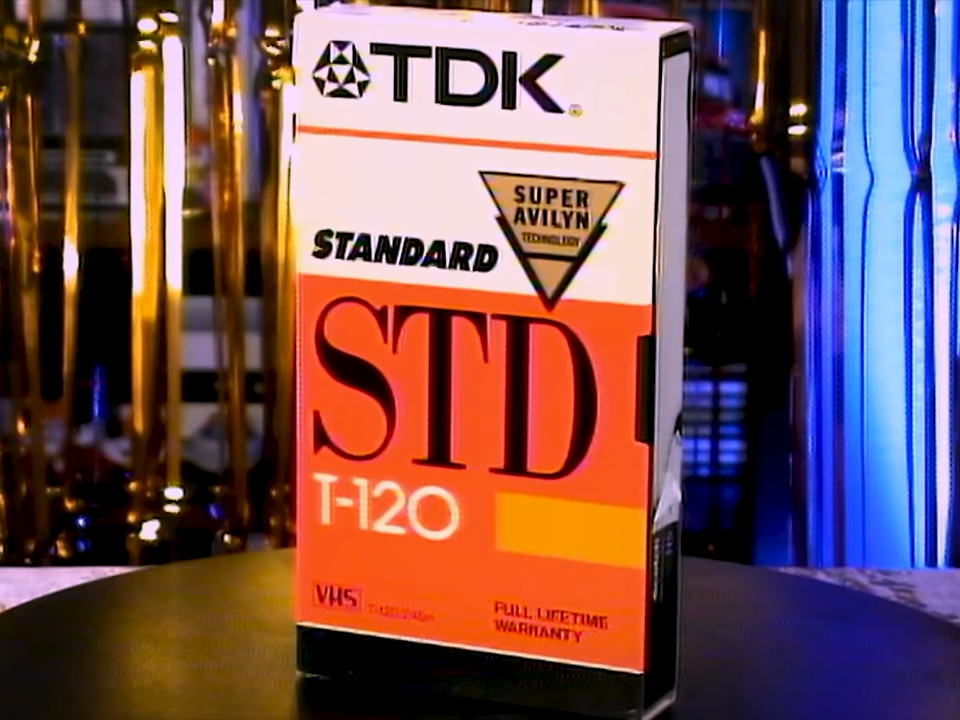 TDK
SUPER
AVILYN
TECHNOLOGY
STANDARD
STD
T-120
VHS
FULL LIFETIME
WARRANTY